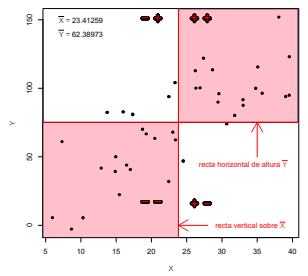 X̅ = 23.41259
Y̅ = 62.38973
− + + +
150
100
50
0
Y
recta horizontal de altura Y̅
recta vertical sobre X̅
− − + −
5 10 15 20 25 30 35 40
X